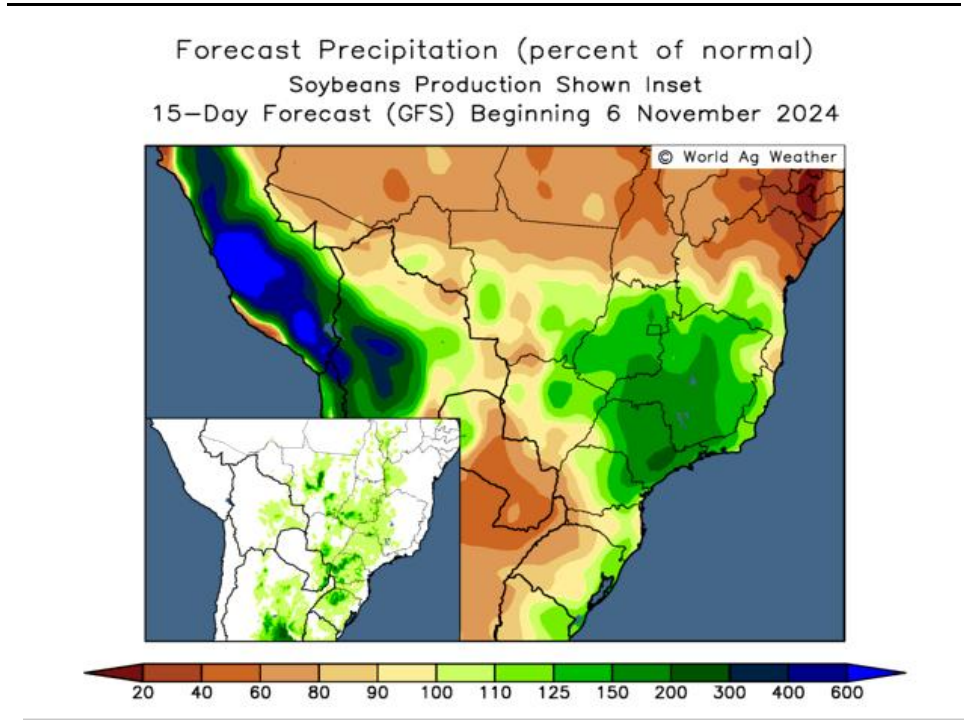 Forecast Precipitation (percent of normal)
Soybeans Production Shown Inset
15-Day Forecast (GFS) Beginning 6 November 2024
© World Ag Weather
20 40 60 80 90 100 110 125 150 200 300 400 600